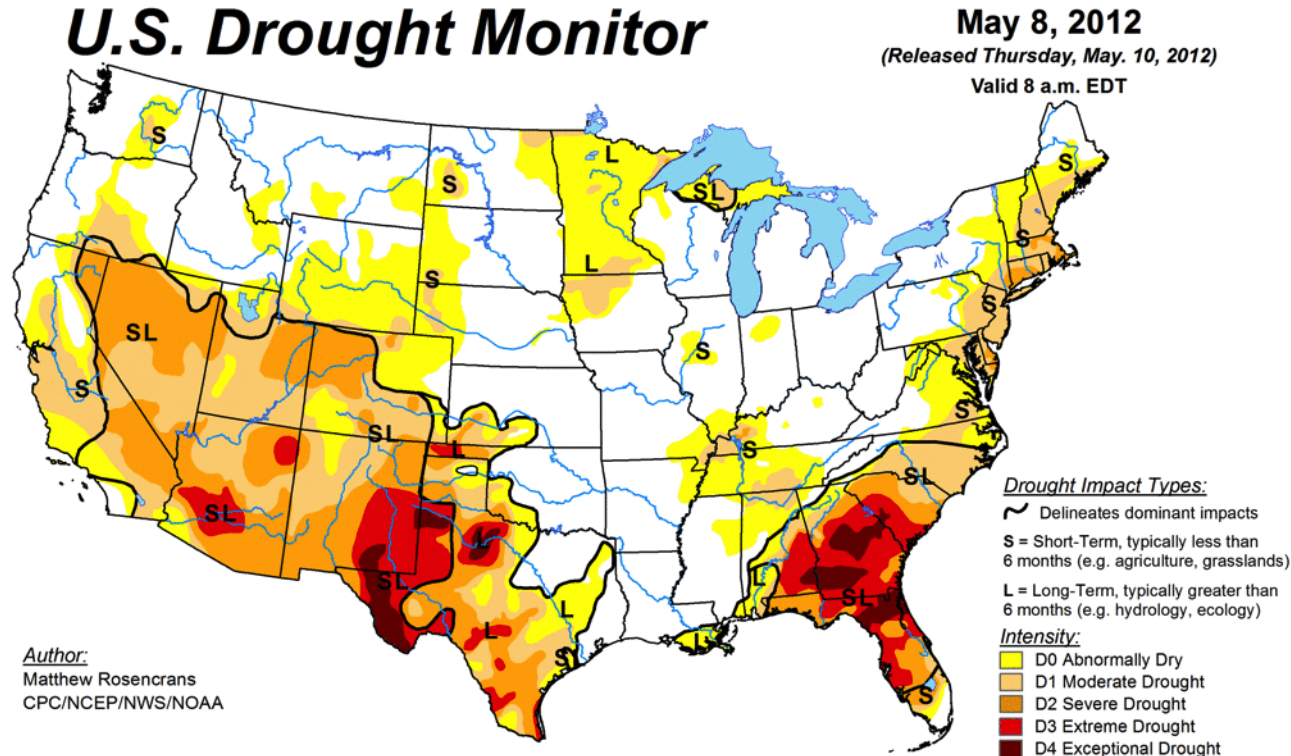 U.S. Drought Monitor
May 8, 2012
(Released Thursday, May. 10, 2012)
Valid 8 a.m. EDT
S
L
S
SL
S
S
S
L
S
SL
S
S
S
SL
L
S
S
SL
SL
L
SL
L
SL
L
SL
L
L
L
S
S
Drought Impact Types:
Delineates dominant impacts
S = Short-Term, typically less than
6 months (e.g. agriculture, grasslands)
L = Long-Term, typically greater than
6 months (e.g. hydrology, ecology)
Intensity:
D0 Abnormally Dry
D1 Moderate Drought
D2 Severe Drought
D3 Extreme Drought
D4 Exceptional Drought
Author:
Matthew Rosencrans
CPC/NCEP/NWS/NOAA